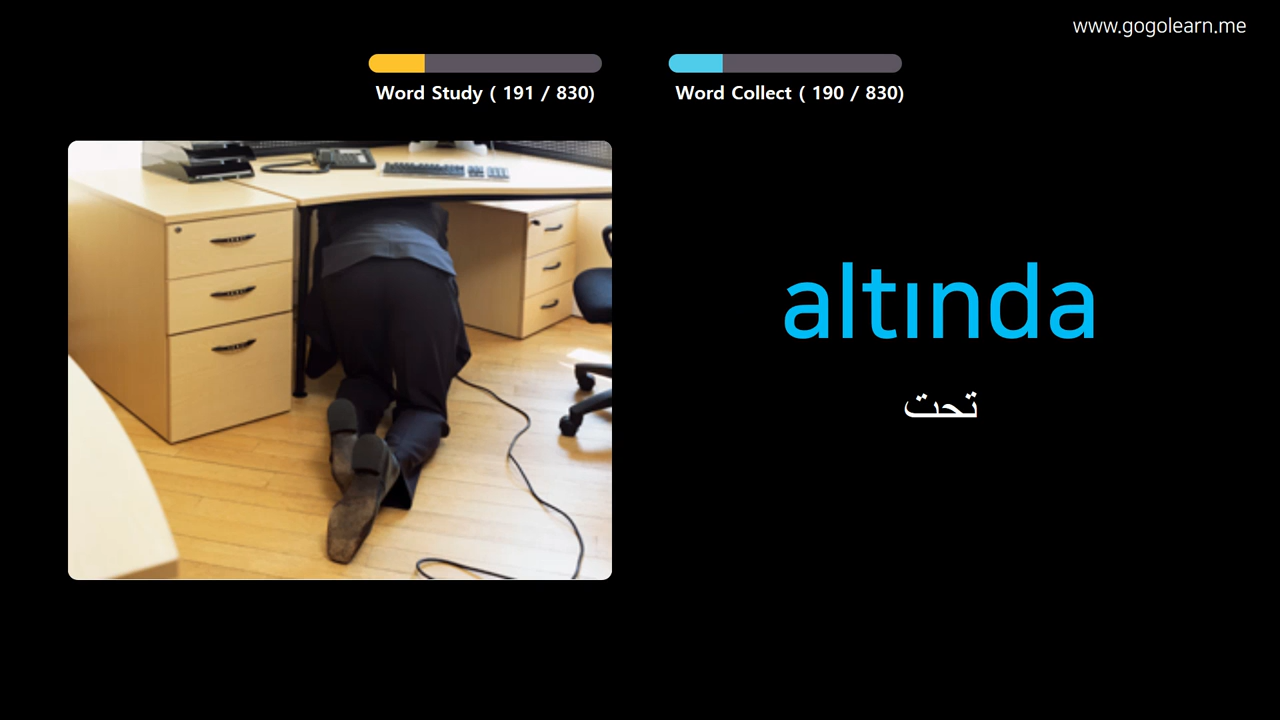 www.gogolearn.me
Word Study ( 191 / 830)
Word Collect ( 190 / 830)
altında
تحت